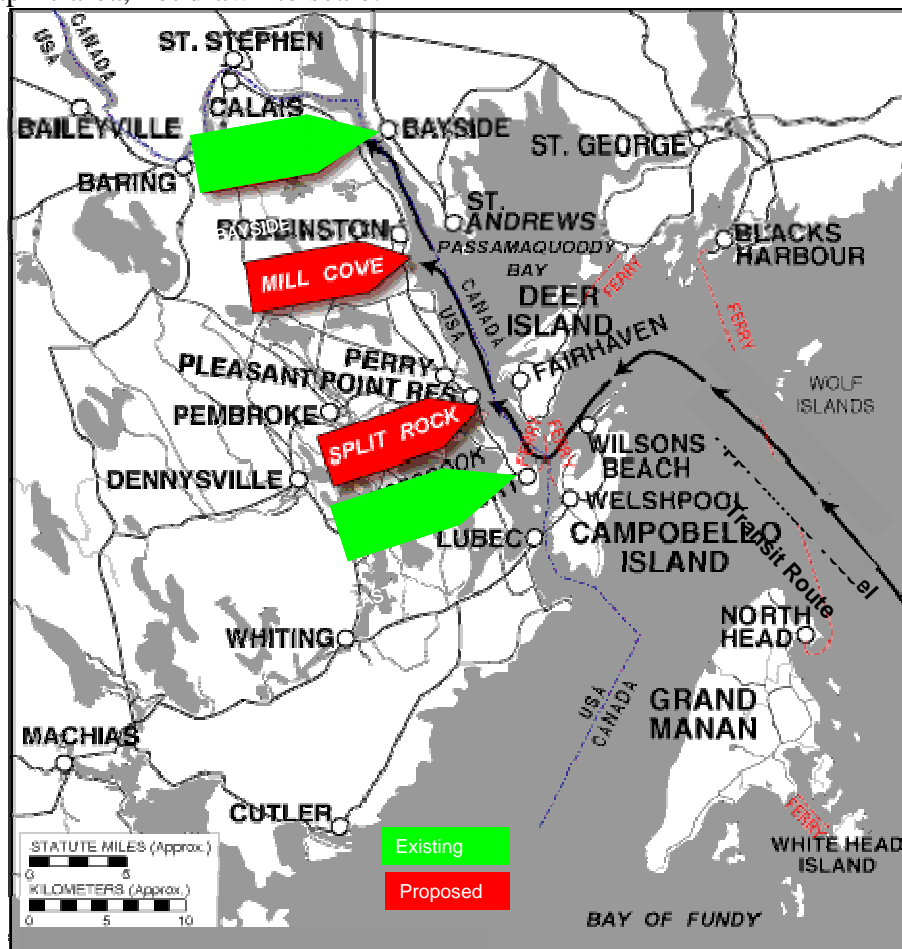 CANADA
USA
ST. STEPHEN
CALAIS
BAILEYVILLE
BAYSIDE
ST. GEORGE
BARING
ST.
ANDREWS
BAYSIDE
PASSAMAQUODDY
BAY
BLACKS
HARBOUR
MILL COVE
FERRY
DEER
ISLAND
CANADA
USA
FERRY
FAIRHAVEN
PERRY
PLEASANT POINT RES
WOLF
ISLANDS
PEMBROKE
SPLIT ROCK
FERRY
FERRY
WILSONS
BEACH
DENNYSVILLE
WELSHPOOL
LUBEC
CAMPOBELLO
ISLAND
Transit Route
el
NORTH
HEAD
WHITING
USA
CANADA
GRAND
MANAN
MACHIAS
CUTLER
FERRY
WHITE HEAD
ISLAND
STATUTE MILES (Approx.)
0 5
KILOMETERS (Approx.)
0 5 10
Existing
Proposed
BAY OF FUNDY